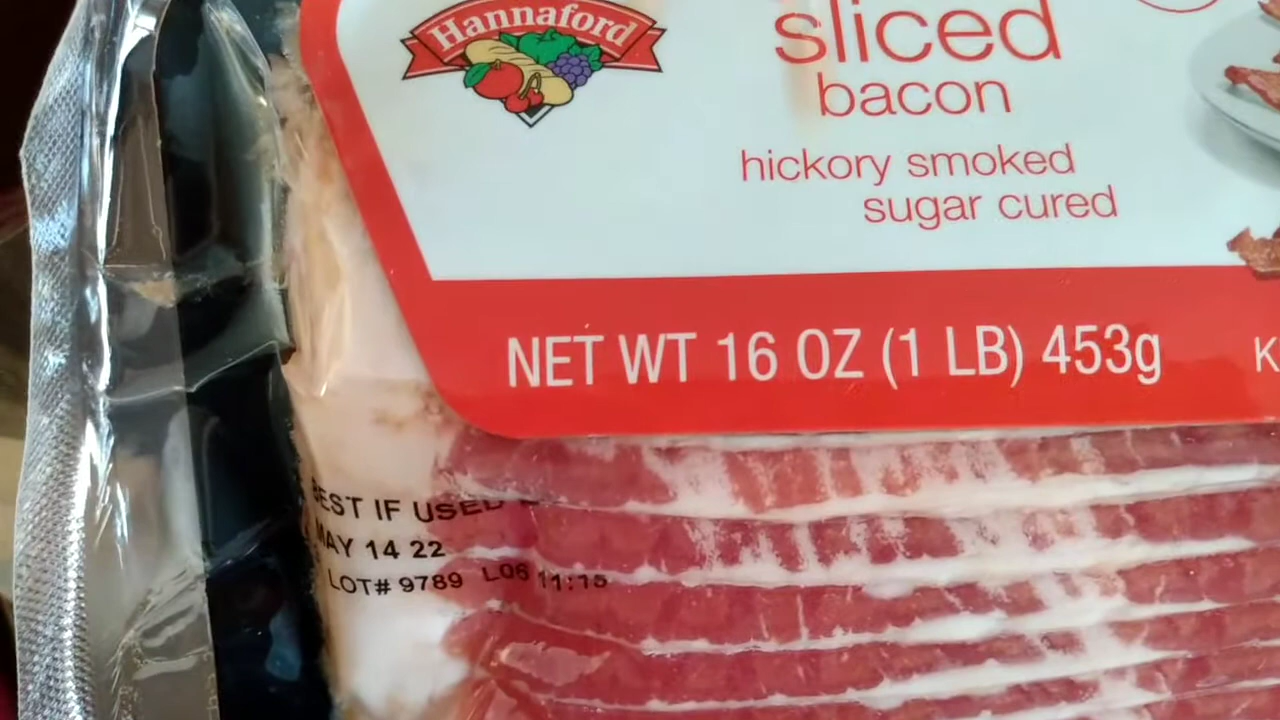 Hannaford
sliced
bacon
hickory smoked
sugar cured
NET WT 16 OZ (1 LB) 453g
K
BEST IF USED
MAY 14 22
LOT# 9789 L06 11:15